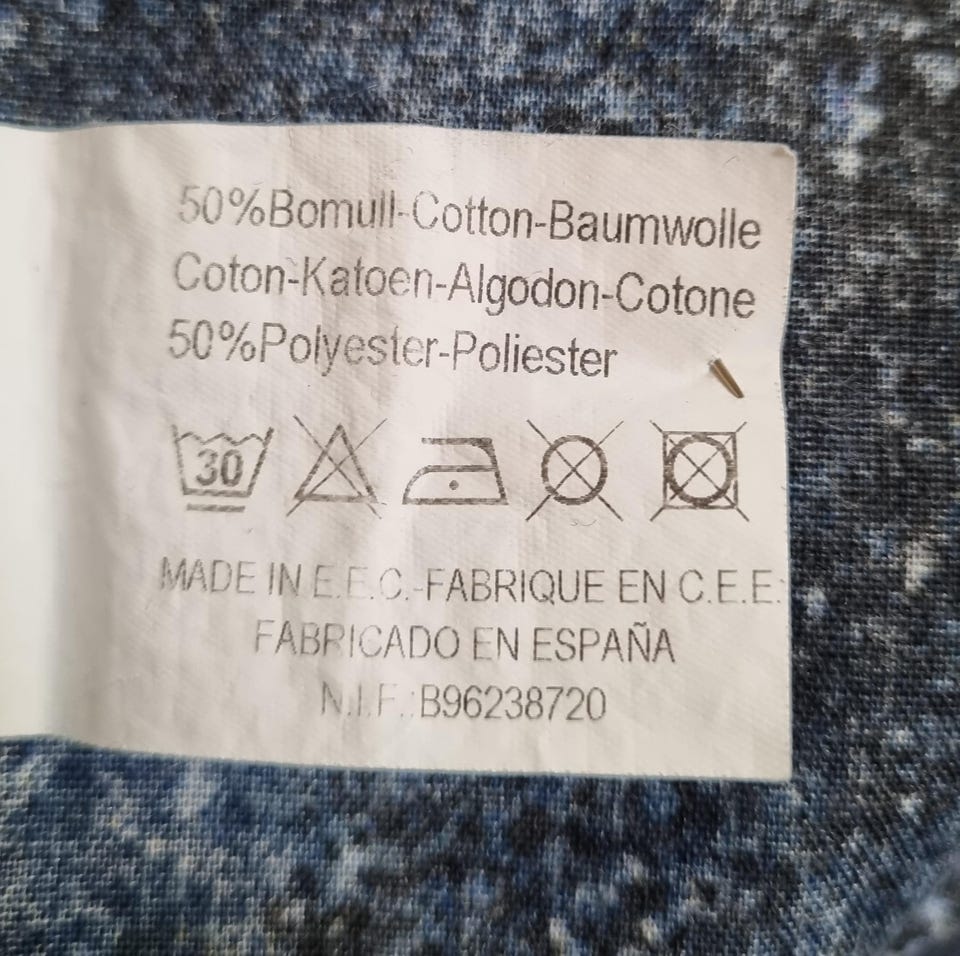 50%Bomull-Cotton-Baumwolle
Coton-Katoen-Algodon-Cotone
50%Polyester-Poliester
30
MADE IN E.E.C.-FABRIQUE EN C.E.E.
FABRICADO EN ESPAÑA
N.I.F.:B96238720